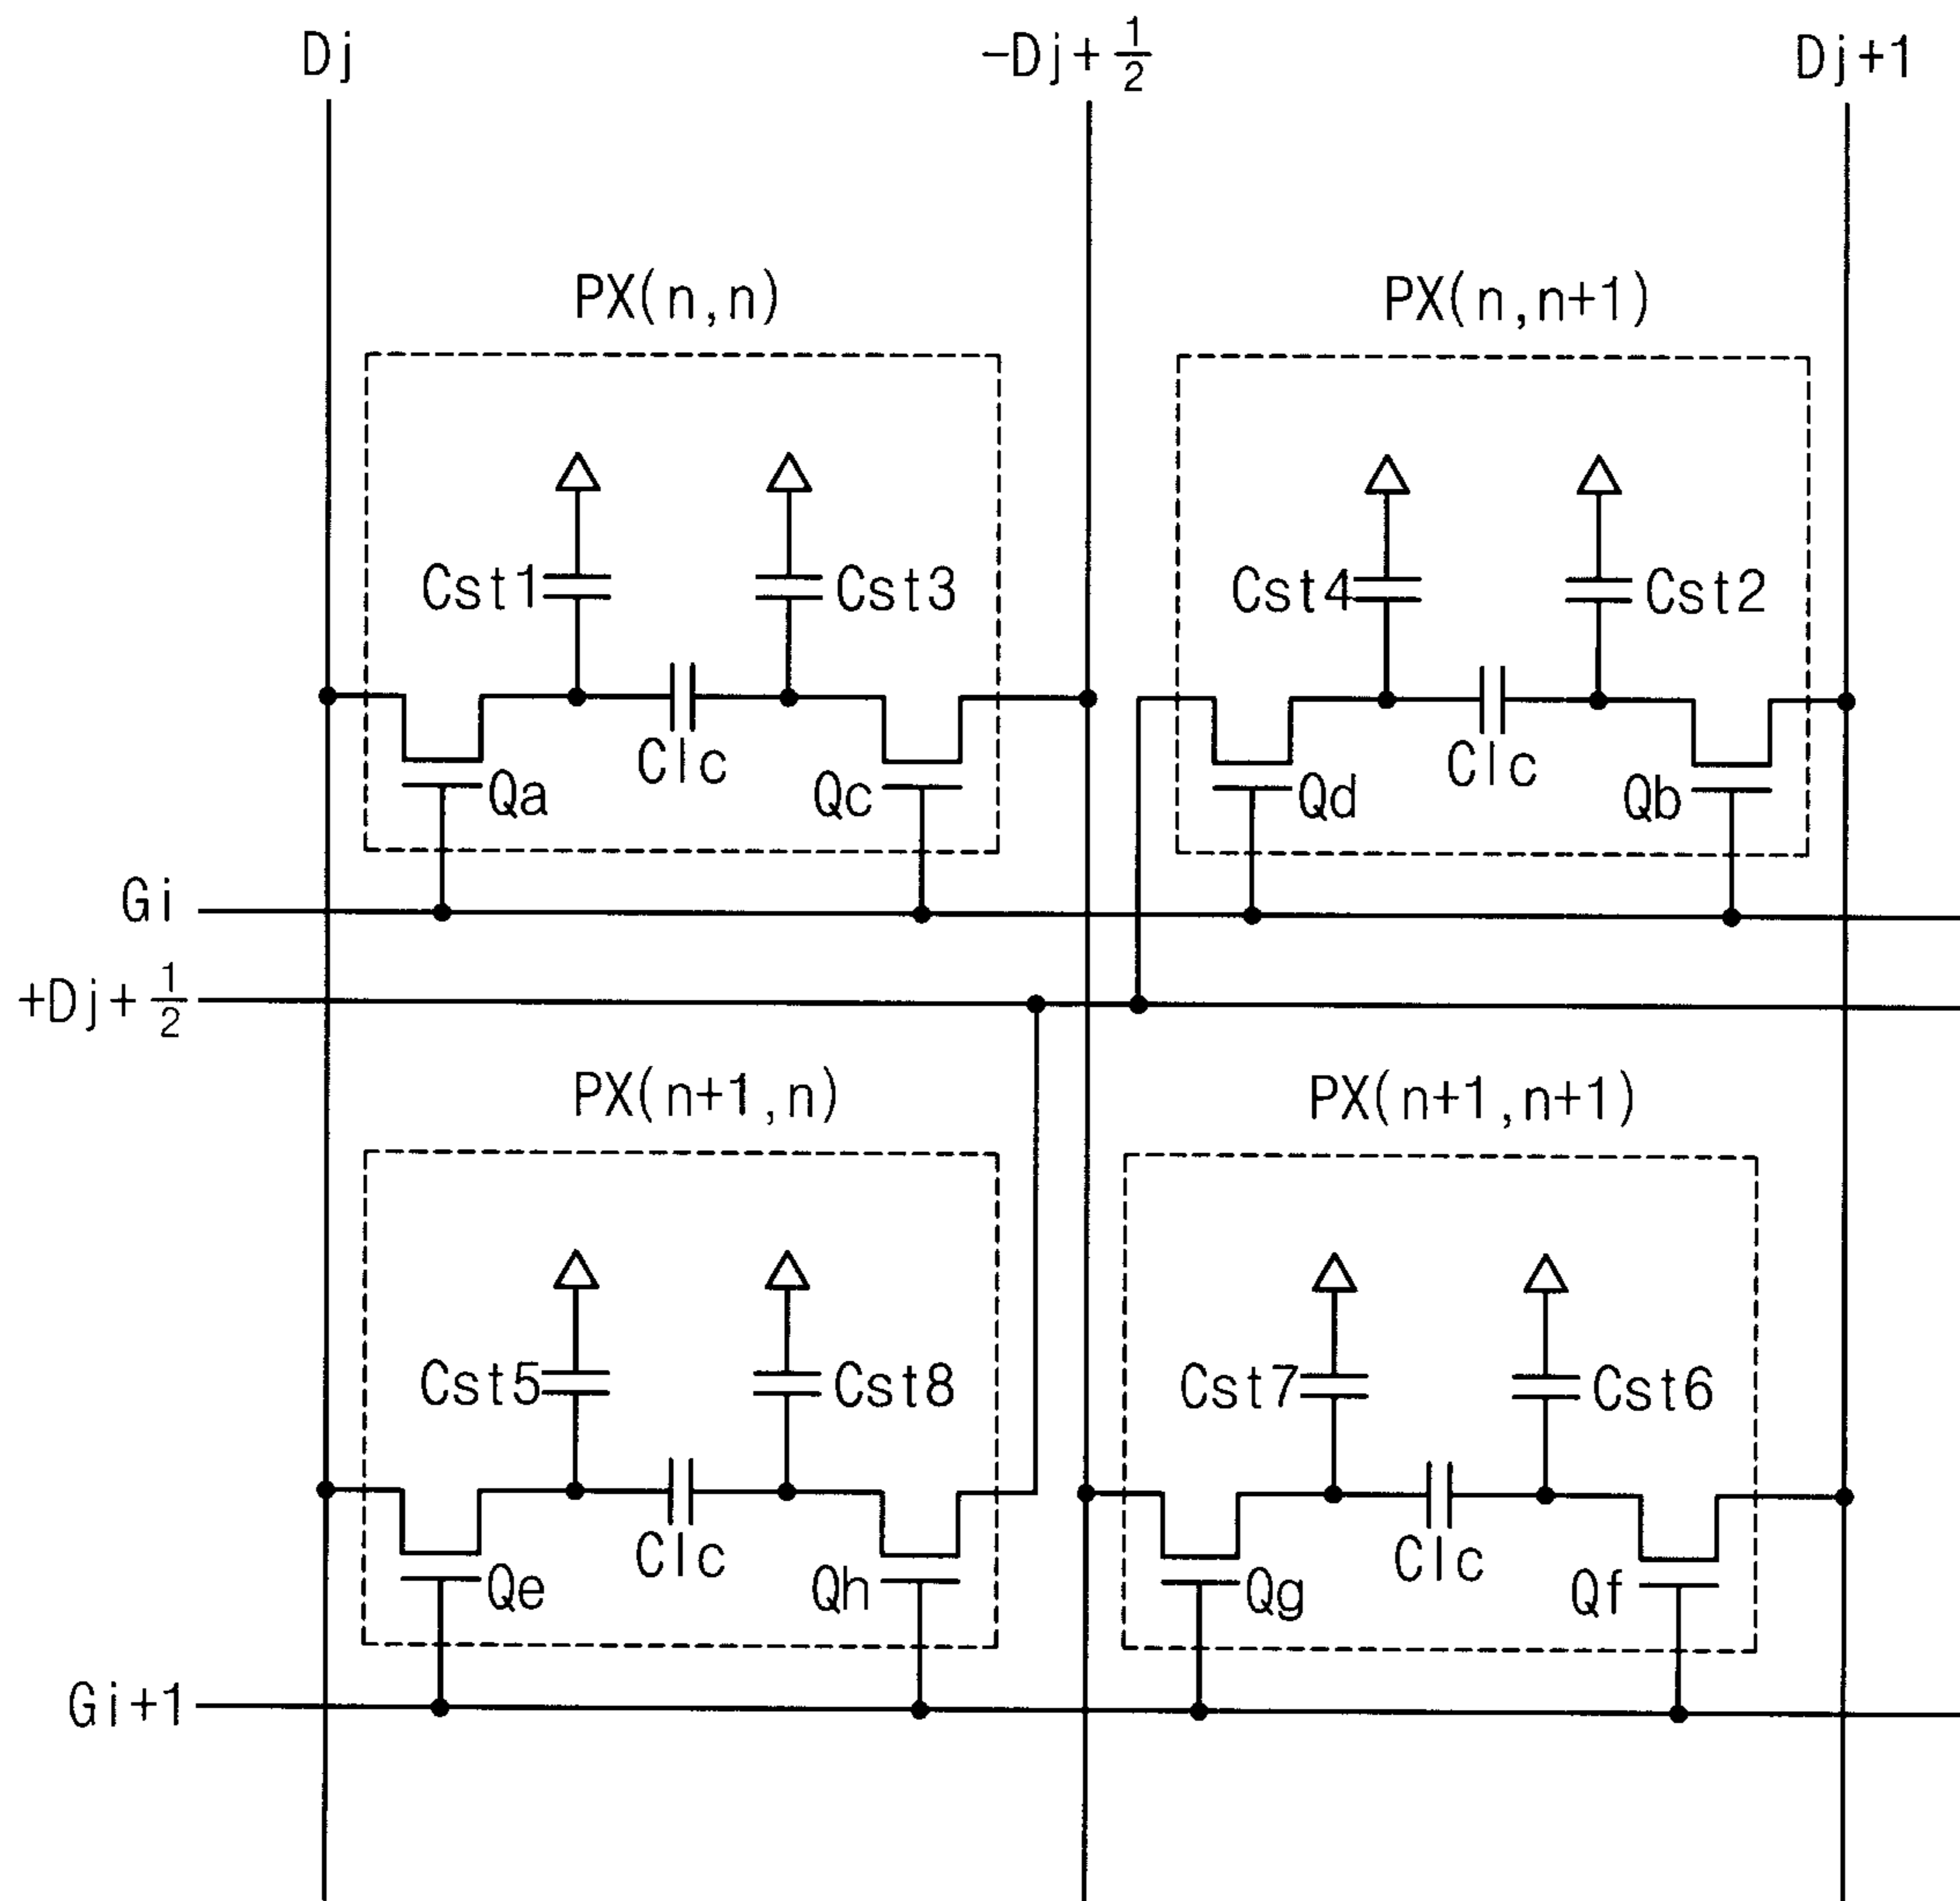 Dj
-Dj+1/2
Dj+1
PX(n,n)
PX(n,n+1)
Cst1
Cst3
Cst4
Cst2
Clc
Clc
Qa
Qc
Qd
Qb
Gi
+Dj+1/2
PX(n+1,n)
PX(n+1,n+1)
Cst5
Cst8
Cst7
Cst6
Clc
Clc
Qe
Qh
Qg
Qf
Gi+1